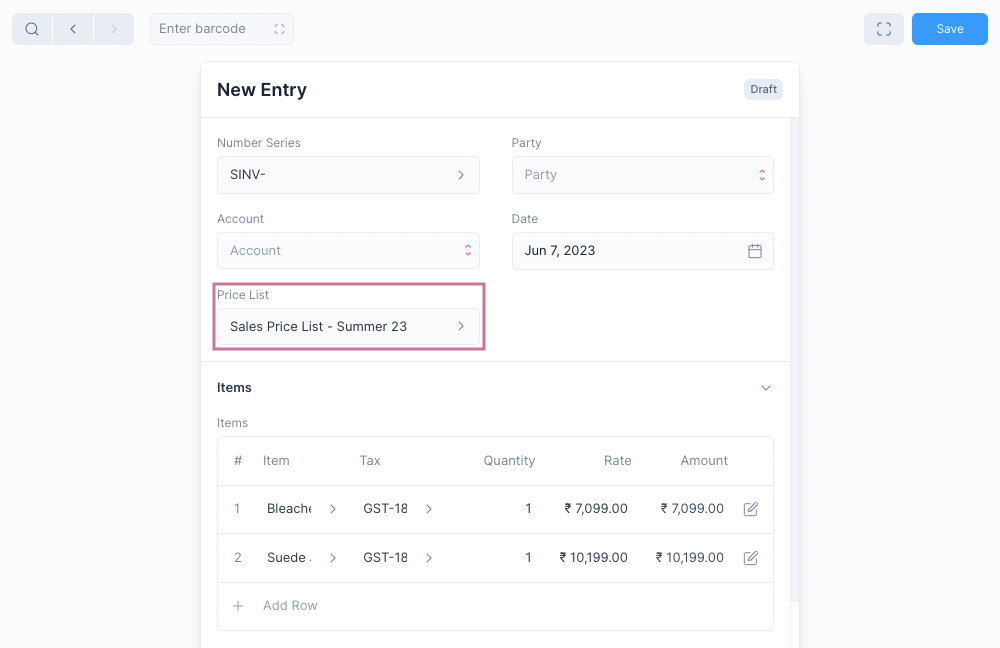 Enter barcode
Save
New Entry
Draft
Number Series
Party
SINV-
Party
Account
Date
Account
Jun 7, 2023
Price List
Sales Price List - Summer 23
Items
Items
# Item Tax Quantity Rate Amount
1 Bleache GST-18 1 ₹ 7,099.00 ₹ 7,099.00
2 Suede GST-18 1 ₹ 10,199.00 ₹ 10,199.00
+ Add Row